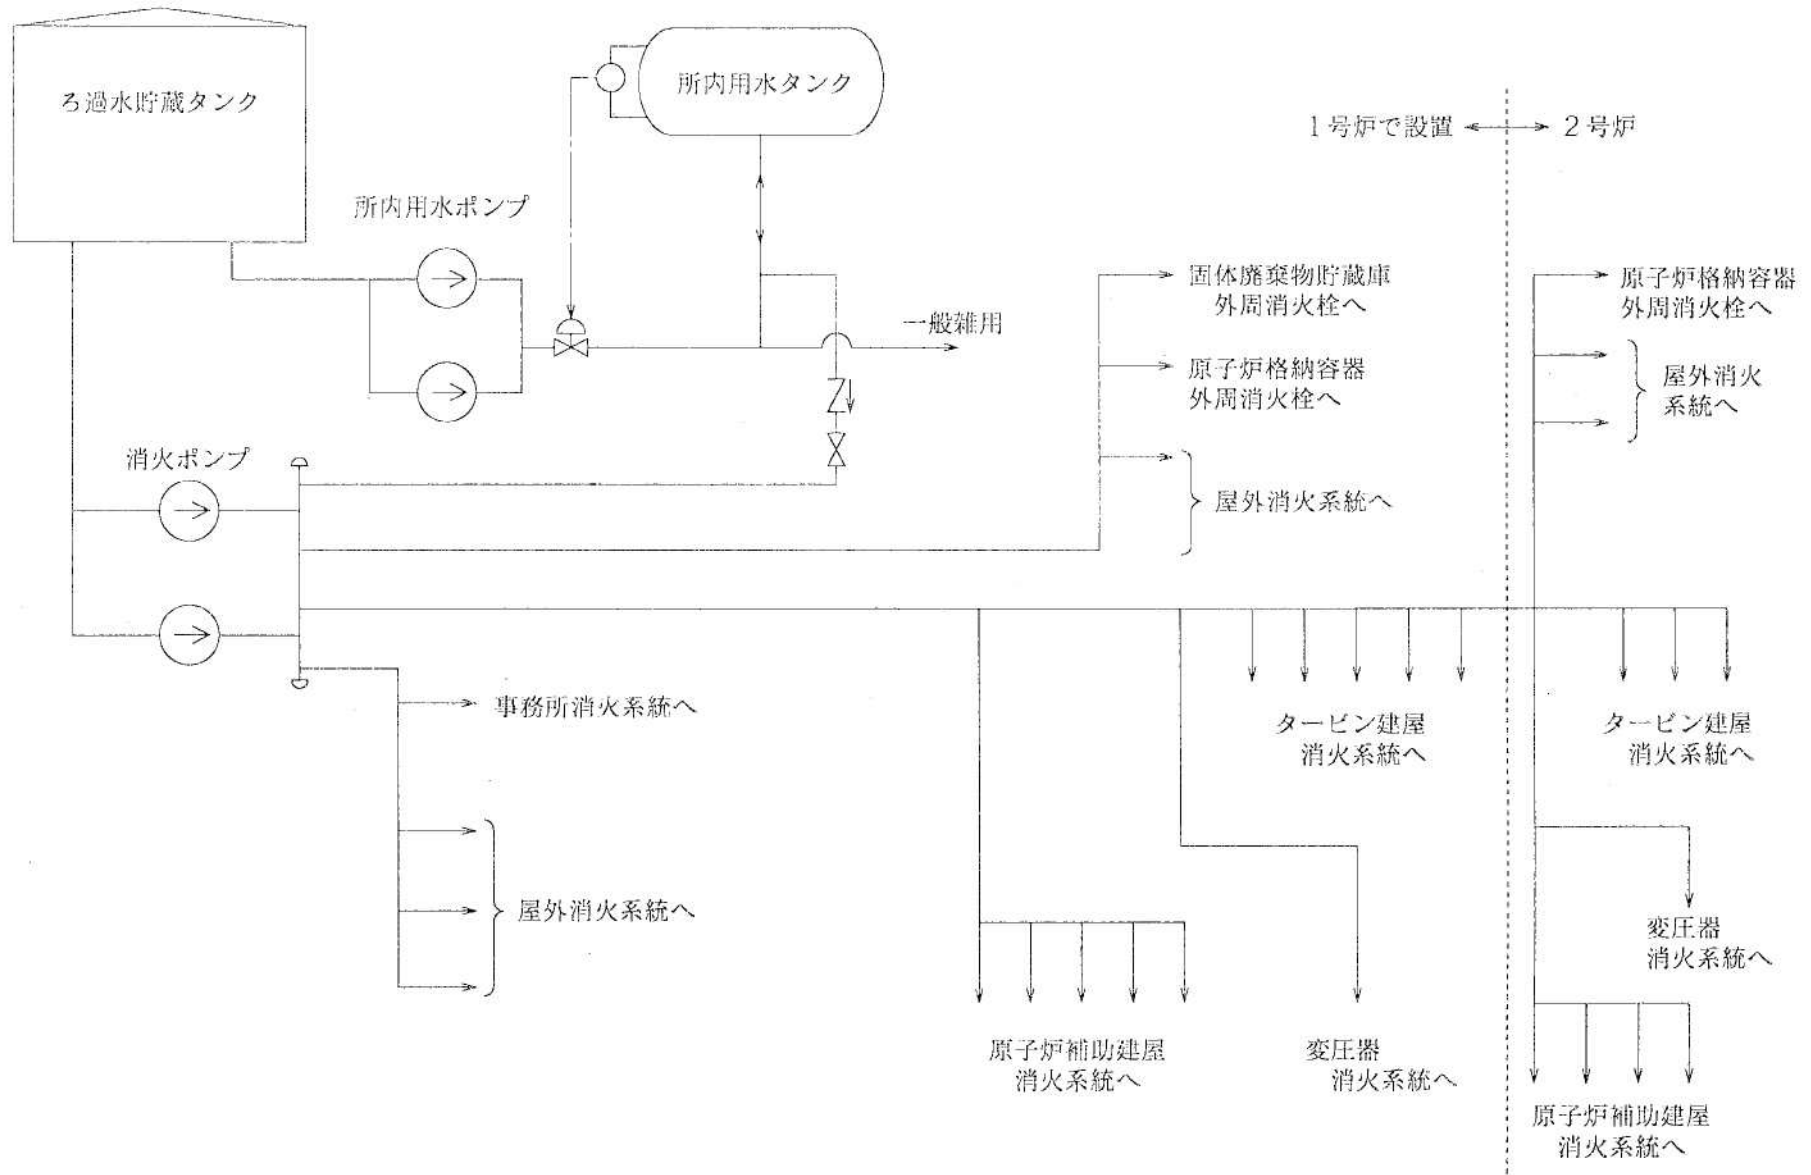 ろ過水貯蔵タンク
所内用水タンク
1号炉で設置
2号炉
所内用水ポンプ
固体廃棄物貯蔵庫
外周消火栓へ
原子炉格納容器
外周消火栓へ
一般雑用
原子炉格納容器
外周消火栓へ
屋外消火
系統へ
消火ポンプ
屋外消火系統へ
事務所消火系統へ
タービン建屋
消火系統へ
タービン建屋
消火系統へ
屋外消火系統へ
変圧器
消火系統へ
原子炉補助建屋
消火系統へ
変圧器
消火系統へ
原子炉補助建屋
消火系統へ